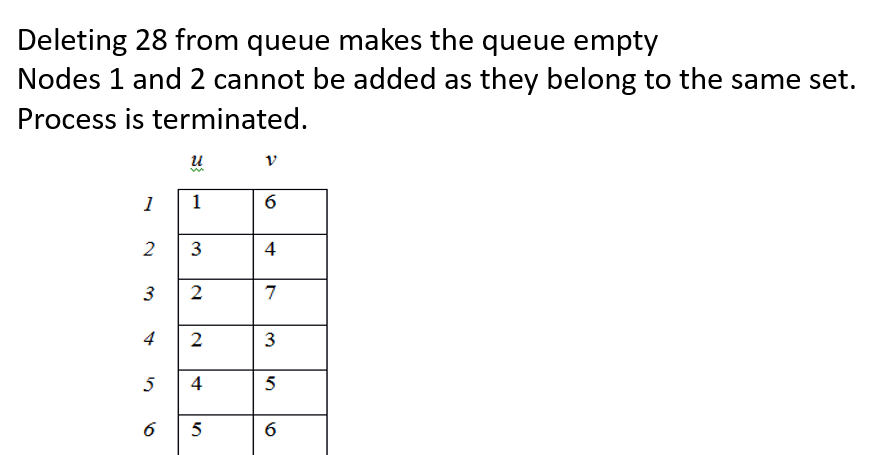 Deleting 28 from queue makes the queue empty
Nodes 1 and 2 cannot be added as they belong to the same set.
Process is terminated.
u v
1 1 6
2 3 4
3 2 7
4 2 3
5 4 5
6 5 6